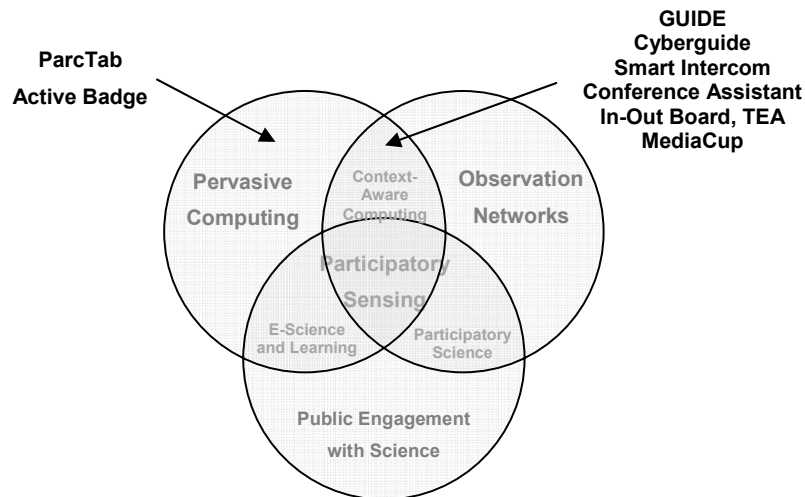 GUIDE
Cyberguide
Smart Intercom
Conference Assistant
In-Out Board, TEA
MediaCup
ParcTab
Active Badge
Pervasive
Computing
Context-
Aware
Computing
Observation
Networks
Participatory
Sensing
E-Science
and Learning
Participatory
Science
Public Engagement
with Science